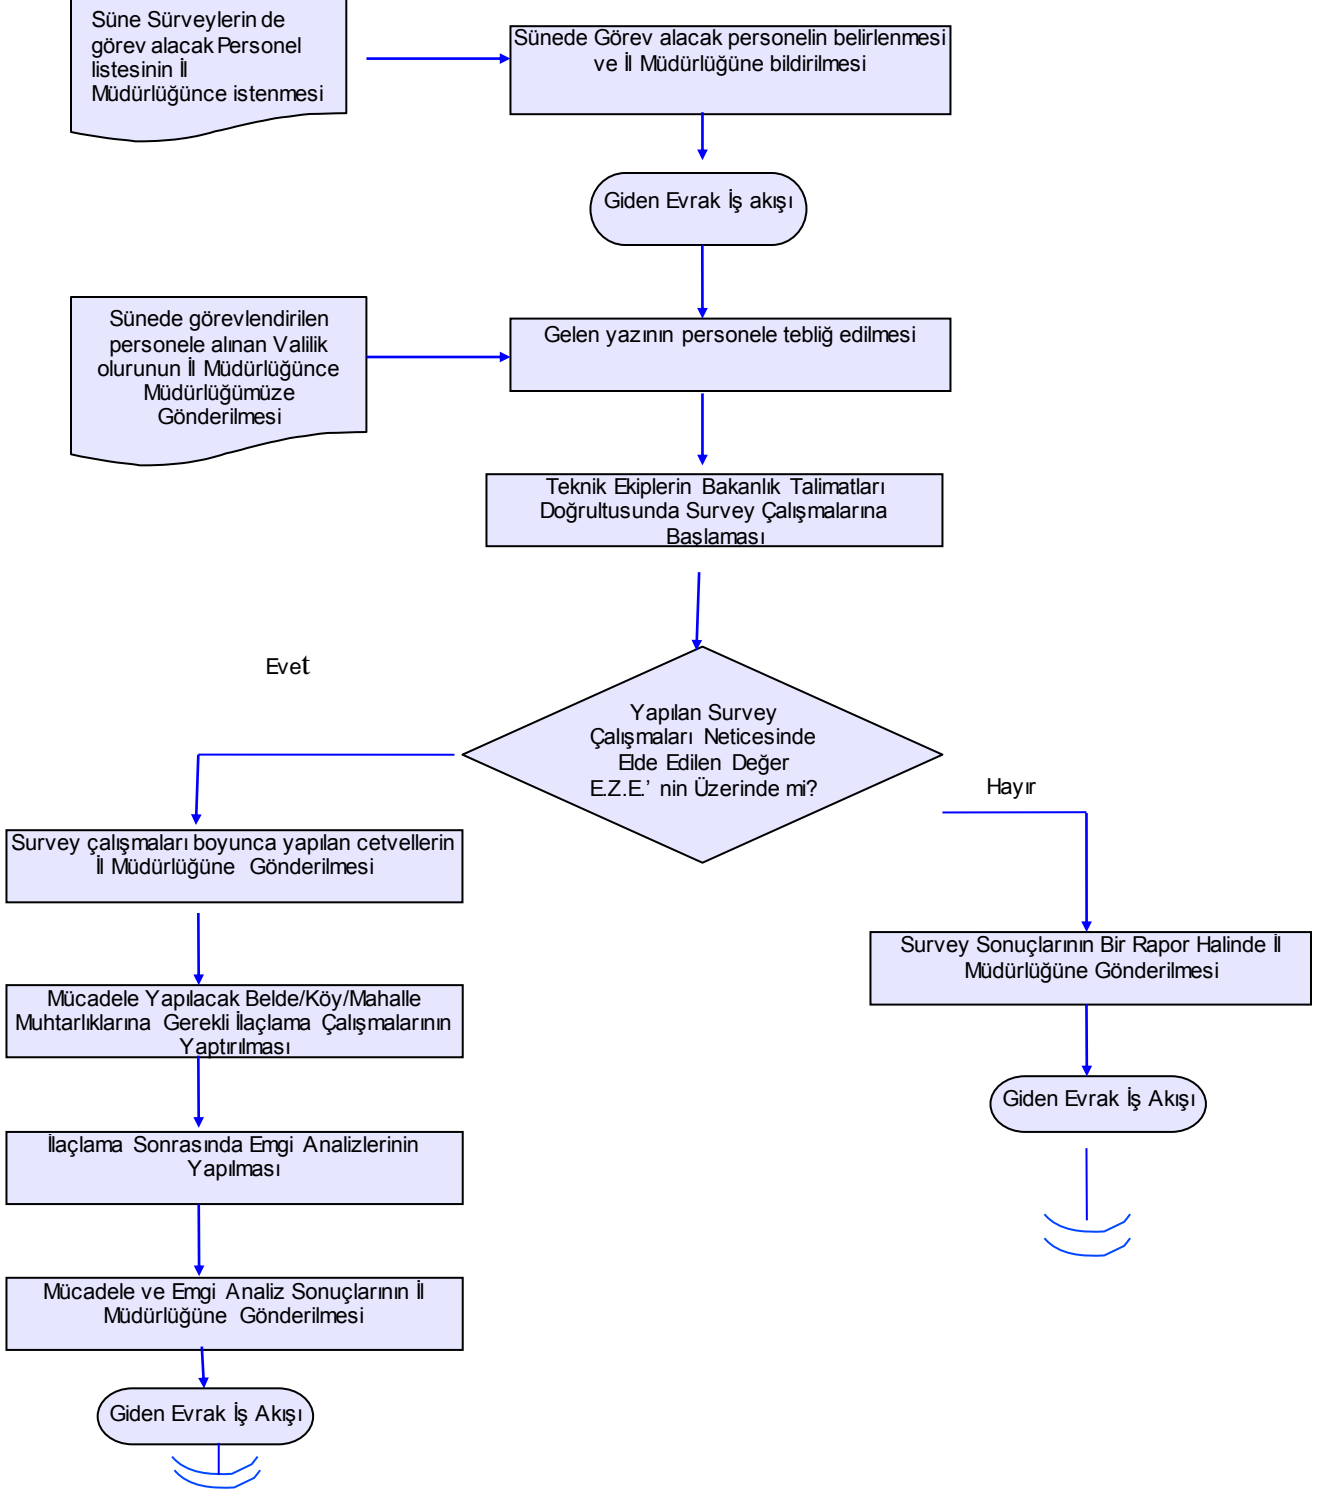 Süne Sürveylerin de
görev alacak Personel
listesinin İl
Müdürlüğünce istenmesi
Sünede Görev alacak personelin belirlenmesi
ve İl Müdürlüğüne bildirilmesi
Giden Evrak İş akışı
Sünede görevlendirilen
personele alınan Valilik
olurunun İl Müdürlüğünce
Müdürlüğümüze
Gönderilmesi
Gelen yazının personele tebliğ edilmesi
Teknik Ekiplerin Bakanlık Talimatları
Doğrultusunda Survey Çalışmalarına
Başlaması
Evet
Yapılan Survey
Çalışmaları Neticesinde
Elde Edilen Değer
E.Z.E.’ nin Üzerinde mi?
Hayır
Survey çalışmaları boyunca yapılan cetvellerin
İl Müdürlüğüne Gönderilmesi
Survey Sonuçlarının Bir Rapor Halinde İl
Müdürlüğüne Gönderilmesi
Mücadele Yapılacak Belde/Köy/Mahalle
Muhtarlıklarına Gerekli İlaçlama Çalışmalarının
Yaptırılması
Giden Evrak İş Akışı
İlaçlama Sonrasında Emgi Analizlerinin
Yapılması
Mücadele ve Emgi Analiz Sonuçlarının İl
Müdürlüğüne Gönderilmesi
Giden Evrak İş Akışı